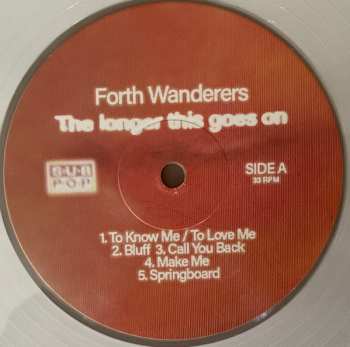 Forth Wanderers
The longer this goes on
SUB
POP
SIDE A
33 RPM
1. To Know Me / To Love Me
2. Bluff 3. Call You Back
4. Make Me
5. Springboard